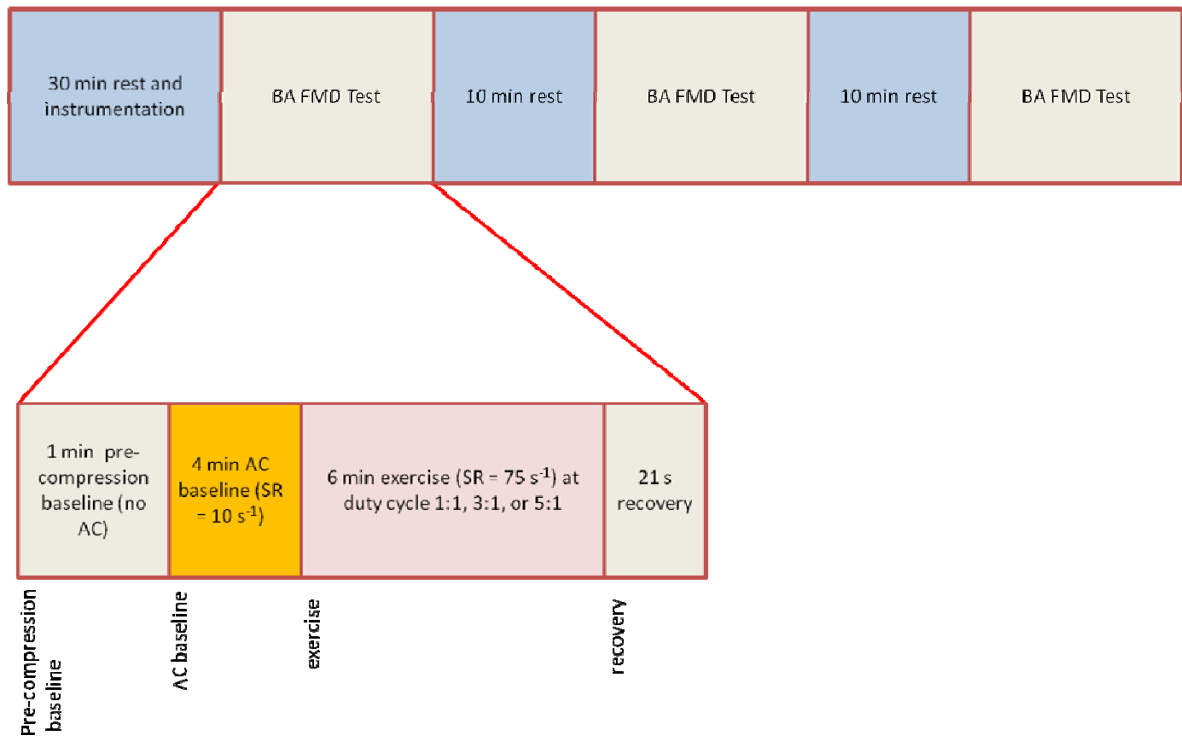 30 min rest and
instrumentation
BA FMD Test
10 min rest
BA FMD Test
10 min rest
BA FMD Test
1 min pre-
compression
baseline (no
AC)
4 min AC
baseline (SR
= 10 s⁻¹)
6 min exercise (SR = 75 s⁻¹) at
duty cycle 1:1, 3:1, or 5:1
21 s
recovery
Pre-compression
baseline
AC baseline
exercise
recovery